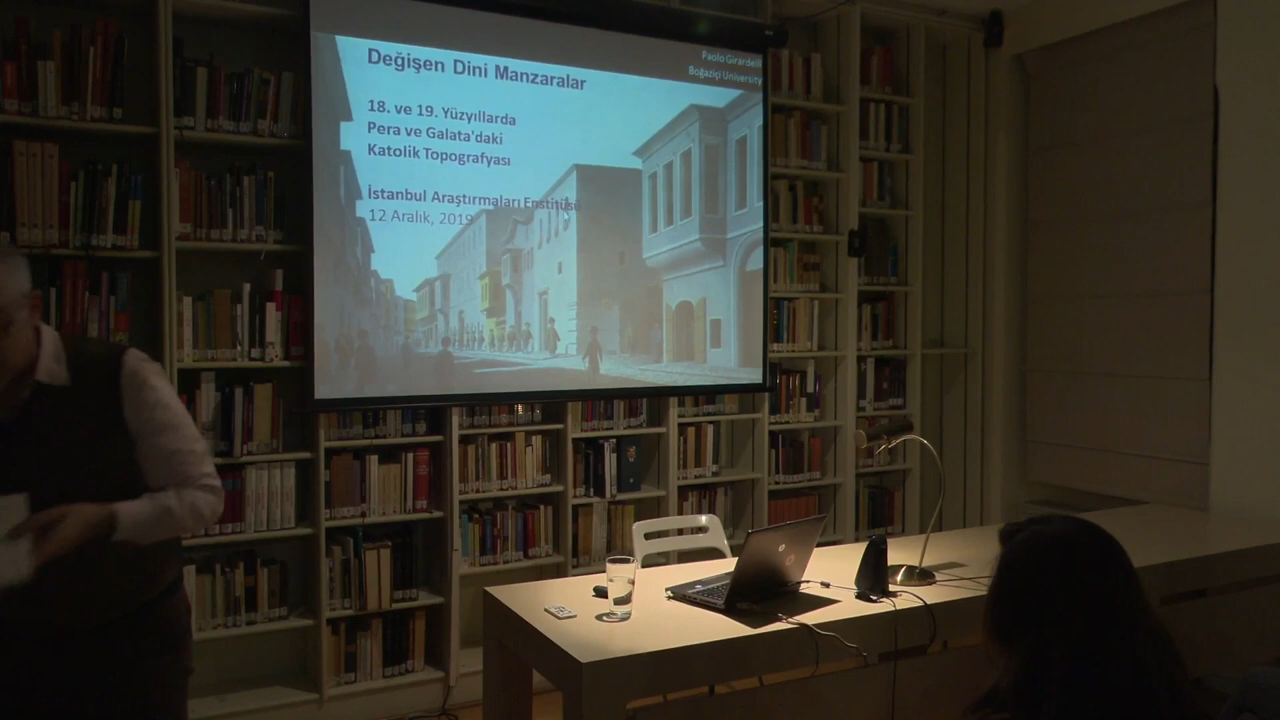 Değişen Dini Manzaralar
Paolo Girardelli
Boğaziçi University
18. ve 19. Yüzyıllarda
Pera ve Galata'daki
Katolik Topografyası
İstanbul Araştırmaları Enstitüsü
12 Aralık, 2019
hp